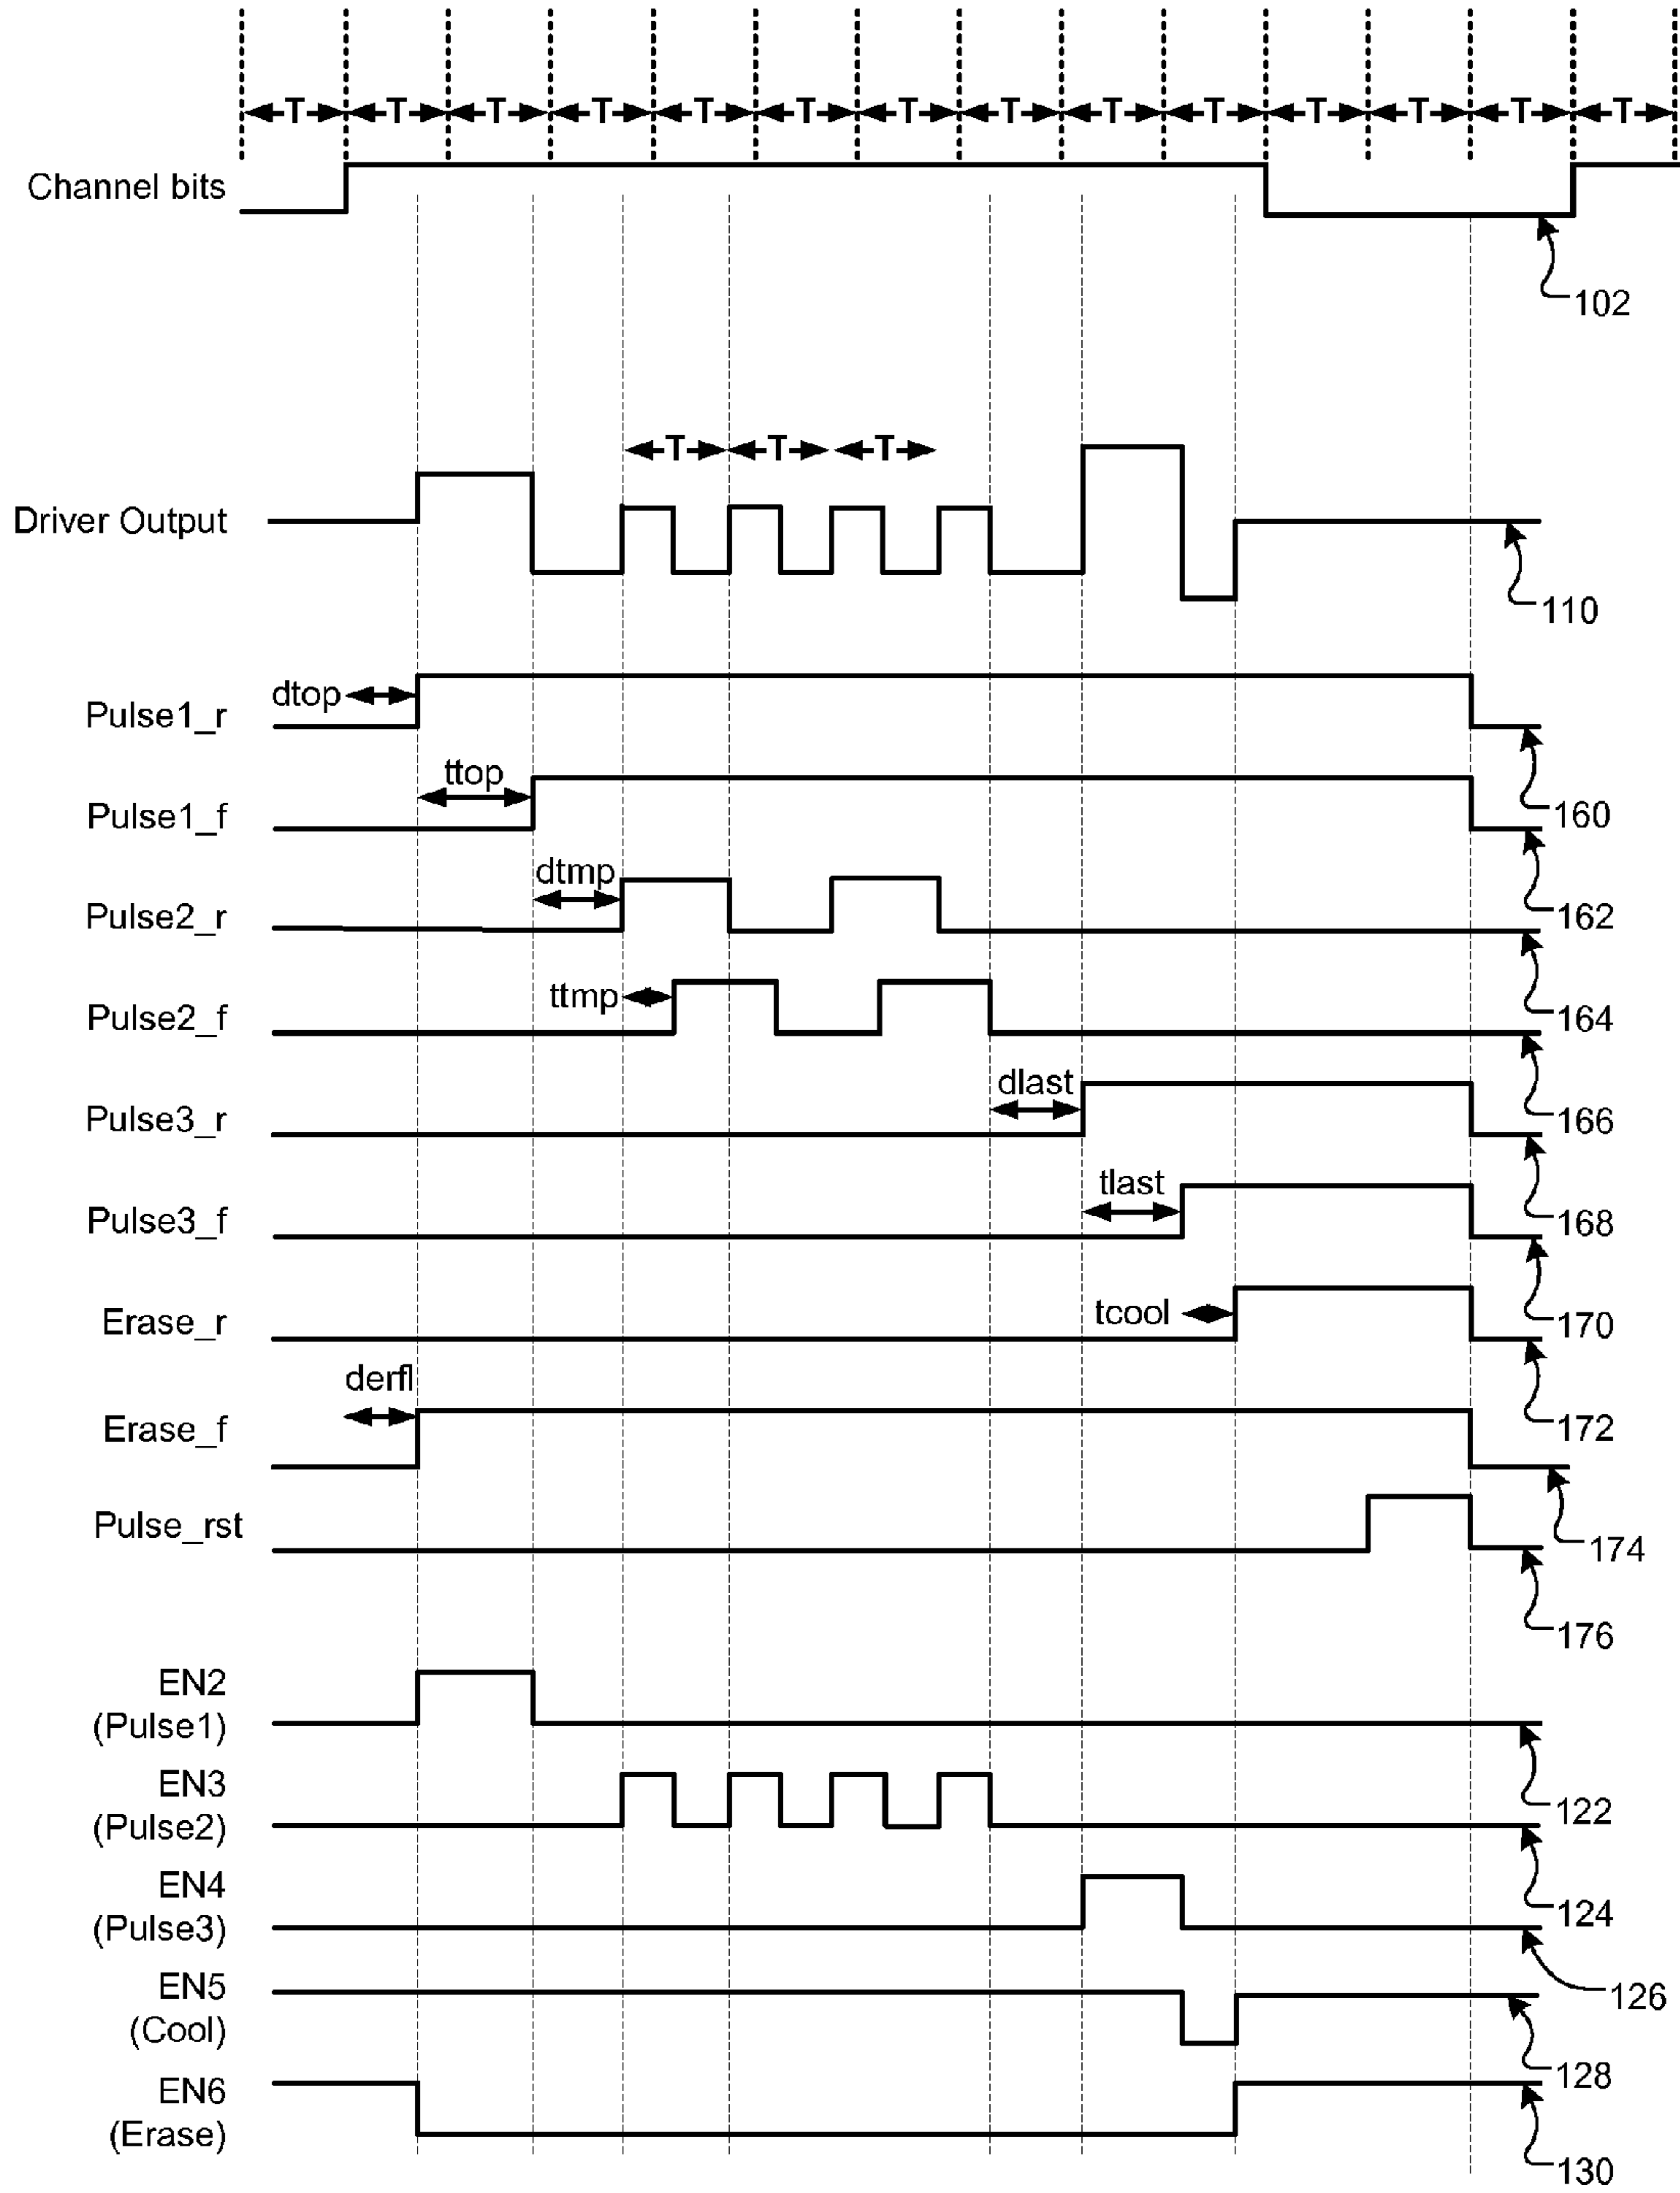 T T T T T T T T T T T T T T
Channel bits
102
T T T
Driver Output
110
dtop
Pulse1_r
160
ttop
Pulse1_f
162
dtmp
Pulse2_r
164
ttmp
Pulse2_f
166
dlast
Pulse3_r
168
tlast
Pulse3_f
170
tcool
Erase_r
172
derfl
Erase_f
174
Pulse_rst
176
EN2
(Pulse1)
122
EN3
(Pulse2)
124
EN4
(Pulse3)
126
EN5
(Cool)
128
EN6
(Erase)
130